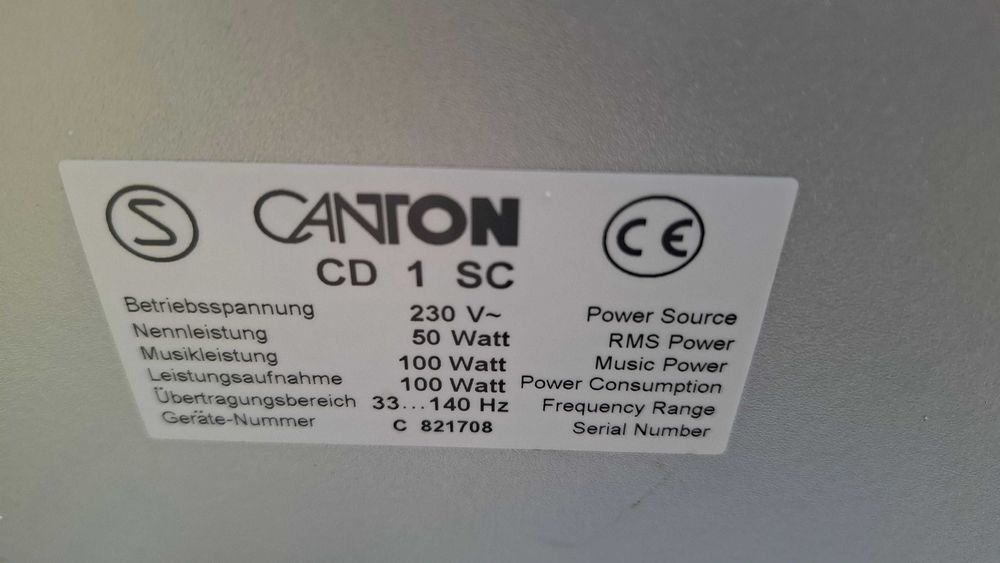 S CANTON CE
CD 1 SC
Betriebsspannung 230 V~ Power Source
Nennleistung 50 Watt RMS Power
Musikleistung 100 Watt Music Power
Leistungsaufnahme 100 Watt Power Consumption
Übertragungsbereich 33...140 Hz Frequency Range
Geräte-Nummer C 821708 Serial Number